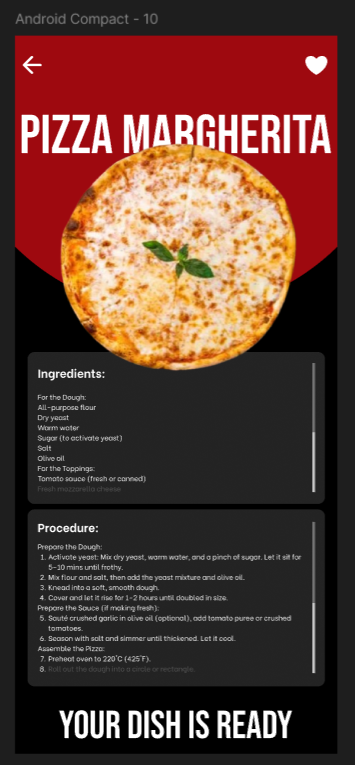 Android Compact - 10
PIZZA MARGHERITA
Ingredients:
For the Dough:
All-purpose flour
Dry yeast
Warm water
Sugar (to activate yeast)
Salt
Olive oil
For the Toppings:
Tomato sauce (fresh or canned)
Fresh mozzarella cheese
Procedure:
Prepare the Dough:
1. Activate yeast: Mix dry yeast, warm water, and a pinch of sugar. Let it sit for
5–10 mins until frothy.
2. Mix flour and salt, then add the yeast mixture and olive oil.
3. Knead into a soft, smooth dough.
4. Cover and let it rise for 1–2 hours until doubled in size.
Prepare the Sauce (if making fresh):
5. Sauté crushed garlic in olive oil (optional), add tomato puree or crushed
tomatoes.
6. Season with salt and simmer until thickened. Let it cool.
Assemble the Pizza:
7. Preheat oven to 220°C (425°F).
8. Roll out the dough into a circle or rectangle.
YOUR DISH IS READY